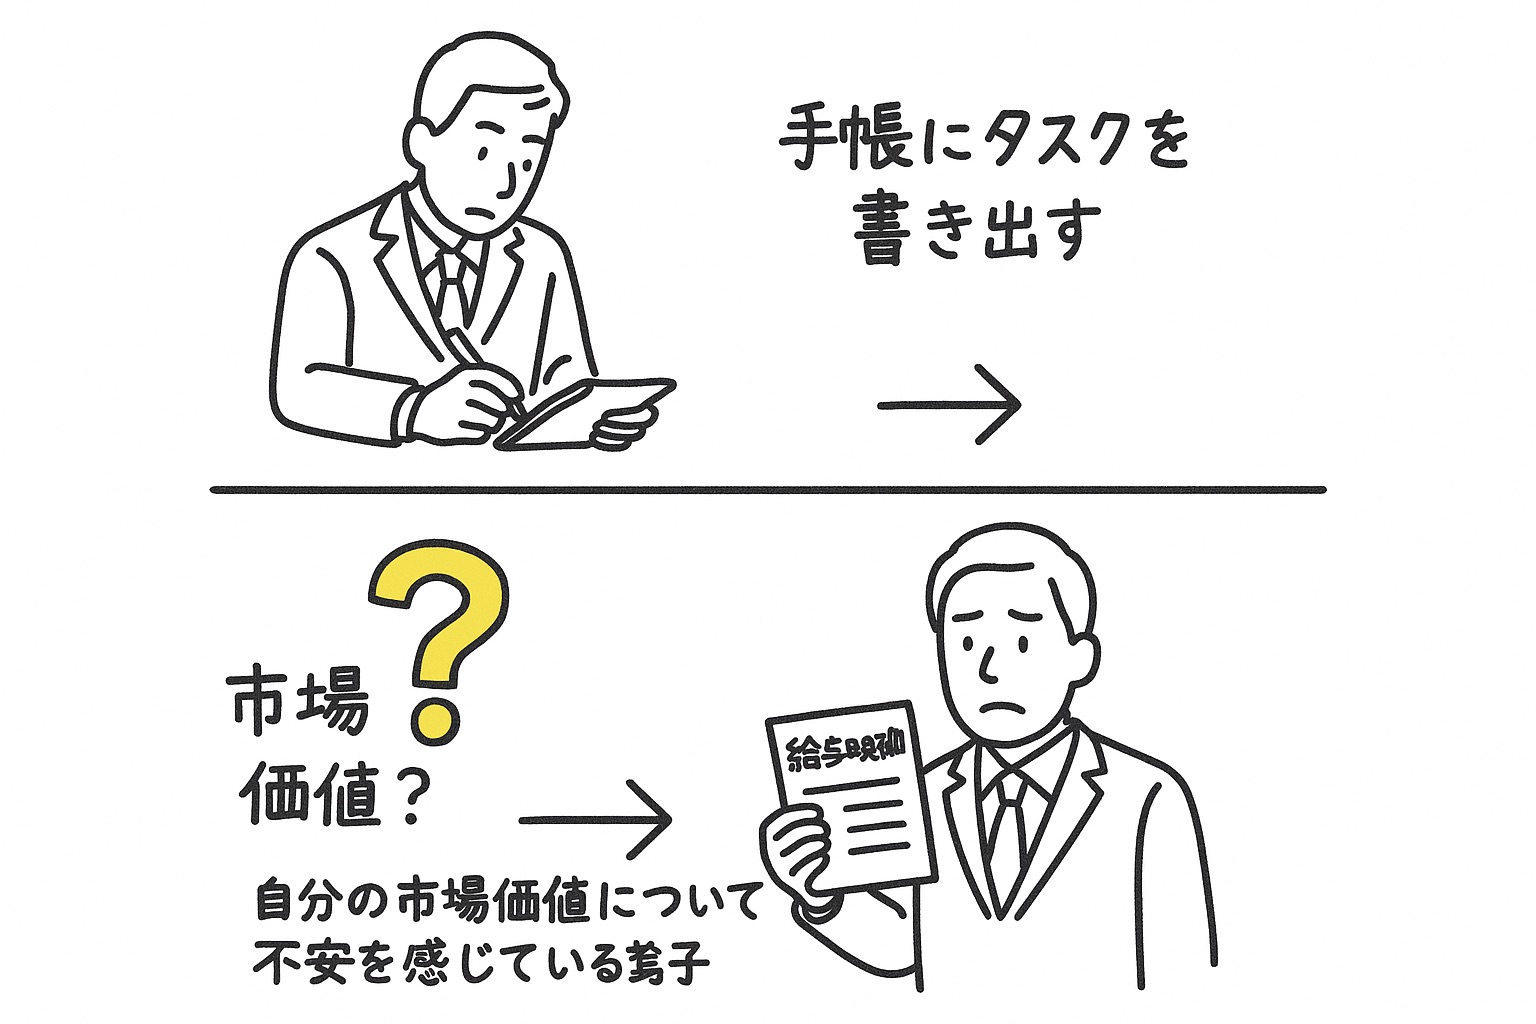 手帳にタスクを
書き出す
市場
価値?
自分の市場価値について
不安を感じている